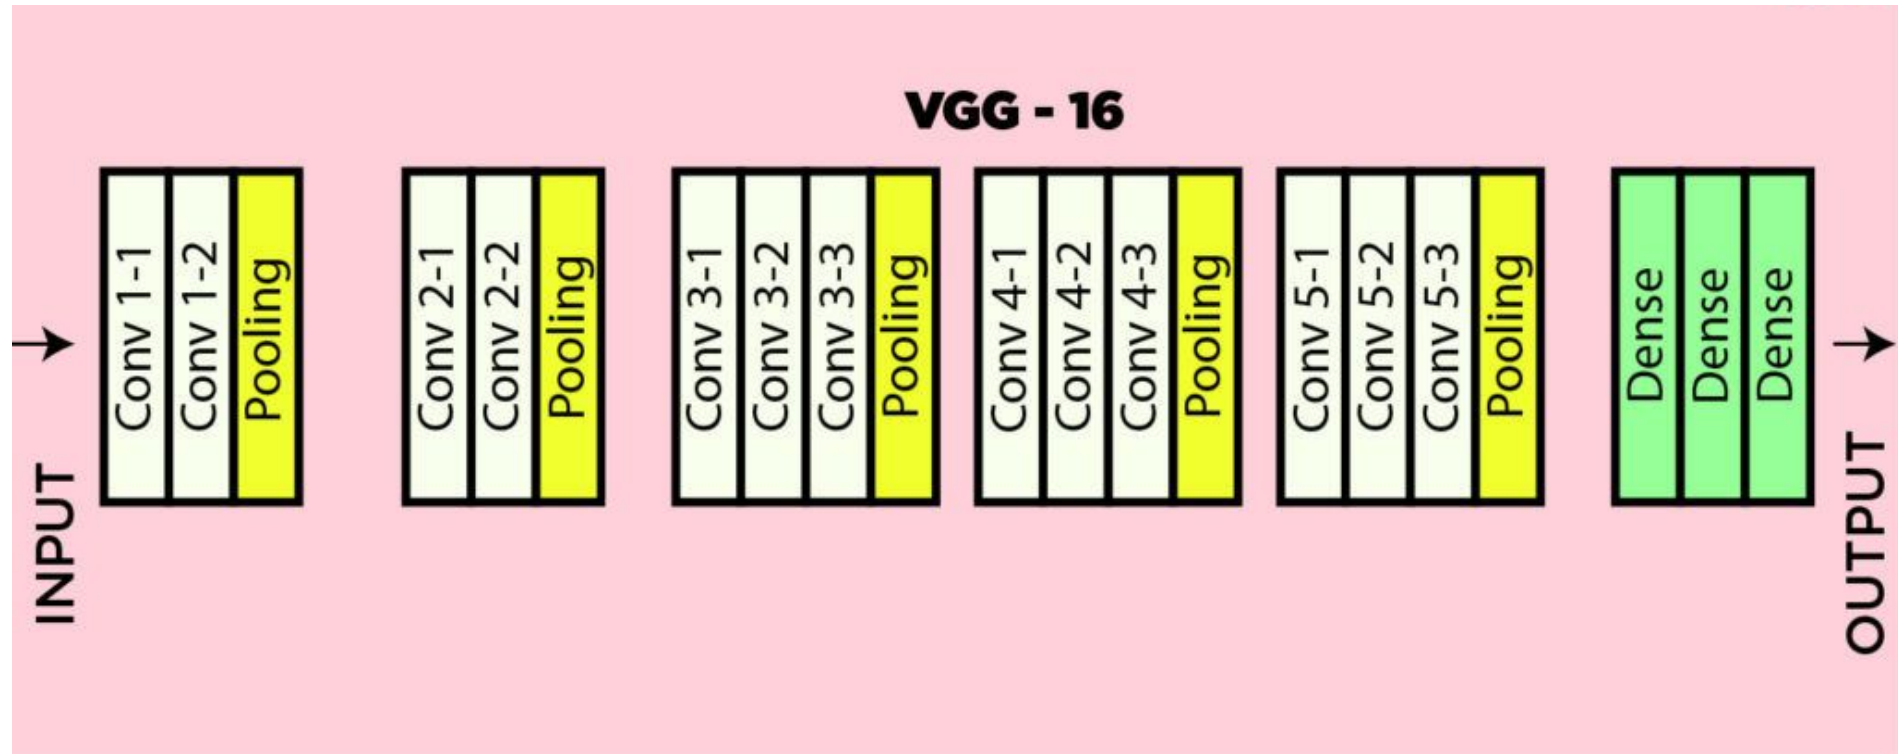 VGG - 16
INPUT
Conv 1-1
Conv 1-2
Pooling
Conv 2-1
Conv 2-2
Pooling
Conv 3-1
Conv 3-2
Conv 3-3
Pooling
Conv 4-1
Conv 4-2
Conv 4-3
Pooling
Conv 5-1
Conv 5-2
Conv 5-3
Pooling
Dense
Dense
Dense
OUTPUT